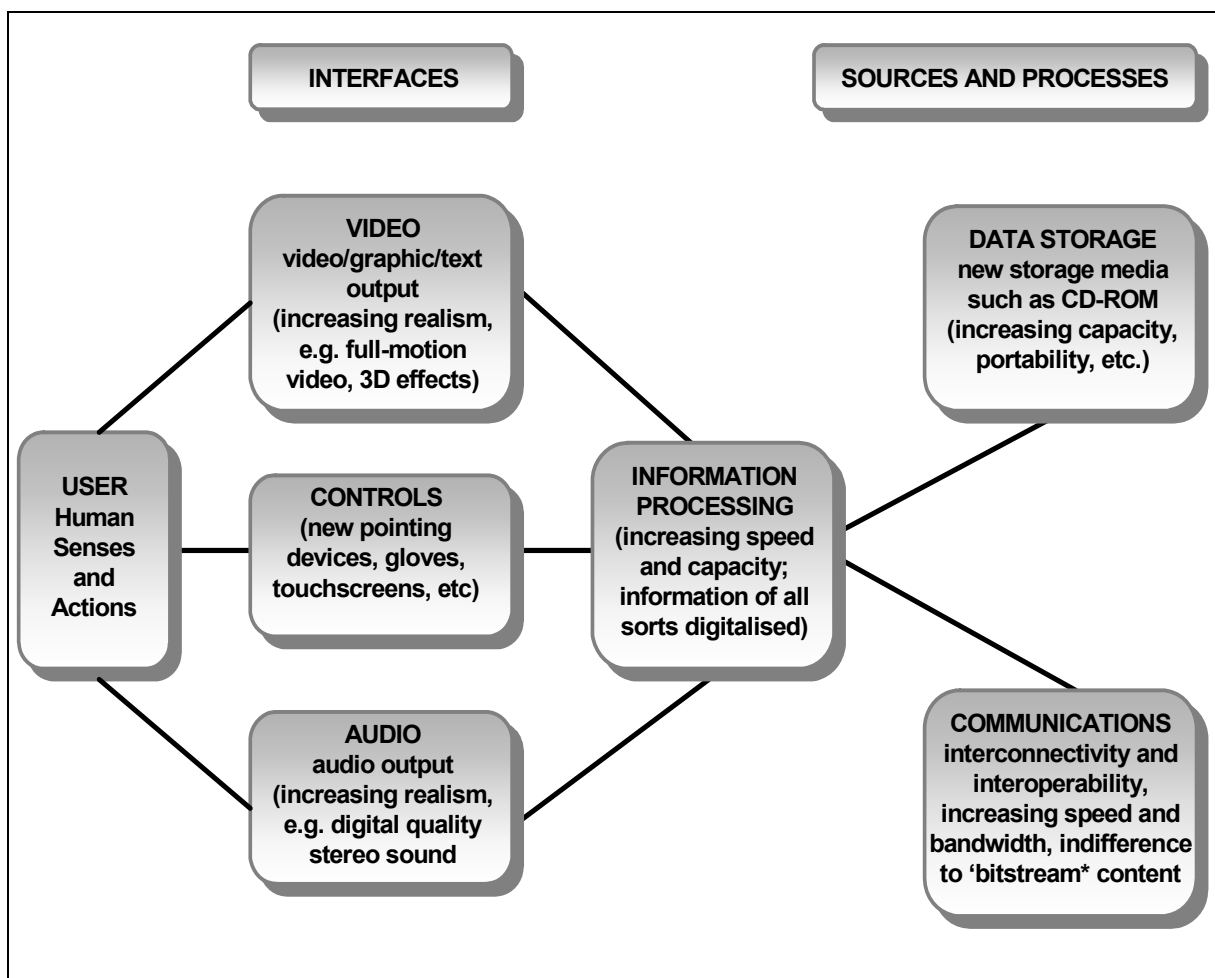 INTERFACES
SOURCES AND PROCESSES
VIDEO
video/graphic/text
output
(increasing realism,
e.g. full-motion
video, 3D effects)
DATA STORAGE
new storage media
such as CD-ROM
(increasing capacity,
portability, etc.)
USER
Human
Senses
and
Actions
CONTROLS
(new pointing
devices, gloves,
touchscreens, etc)
INFORMATION
PROCESSING
(increasing speed
and capacity;
information of all
sorts digitalised)
AUDIO
audio output
(increasing realism,
e.g. digital quality
stereo sound
COMMUNICATIONS
interconnectivity and
interoperability,
increasing speed and
bandwidth, indifference
to ‘bitstream* content